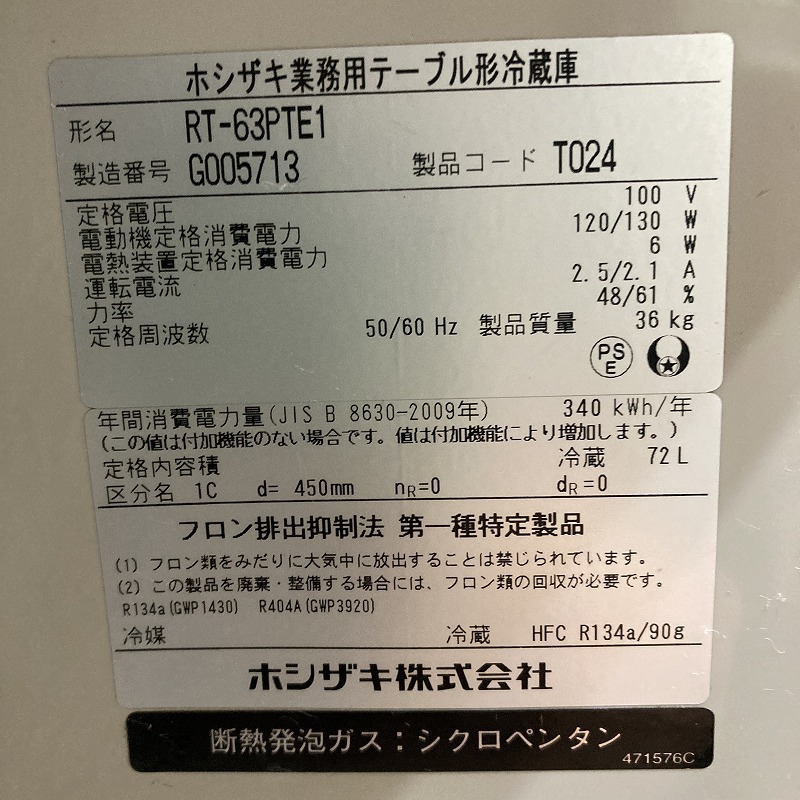 ホシザキ業務用テーブル形冷蔵庫
形名 RT-63PTE1
製造番号 G005713 製品コード T024
定格電圧 100 V
電動機定格消費電力 120/130 W
電熱装置定格消費電力 6 W
運転電流 2.5/2.1 A
力率 48/61 %
定格周波数 50/60 Hz 製品質量 36 kg
PS
E
年間消費電力量(JIS B 8630-2009年) 340 kWh/年
(この値は付加機能のない場合です。値は付加機能により増加します。)
定格内容積 冷蔵 72 L
区分名 1C d= 450mm nR=0 dR=0
フロン排出抑制法 第一種特定製品
(1) フロン類をみだりに大気中に放出することは禁じられています。
(2) この製品を廃棄・整備する場合には、フロン類の回収が必要です。
R134a(GWP1430) R404A(GWP3920)
冷媒 冷蔵 HFC R134a/90g
ホシザキ株式会社
断熱発泡ガス:シクロペンタン
471576C